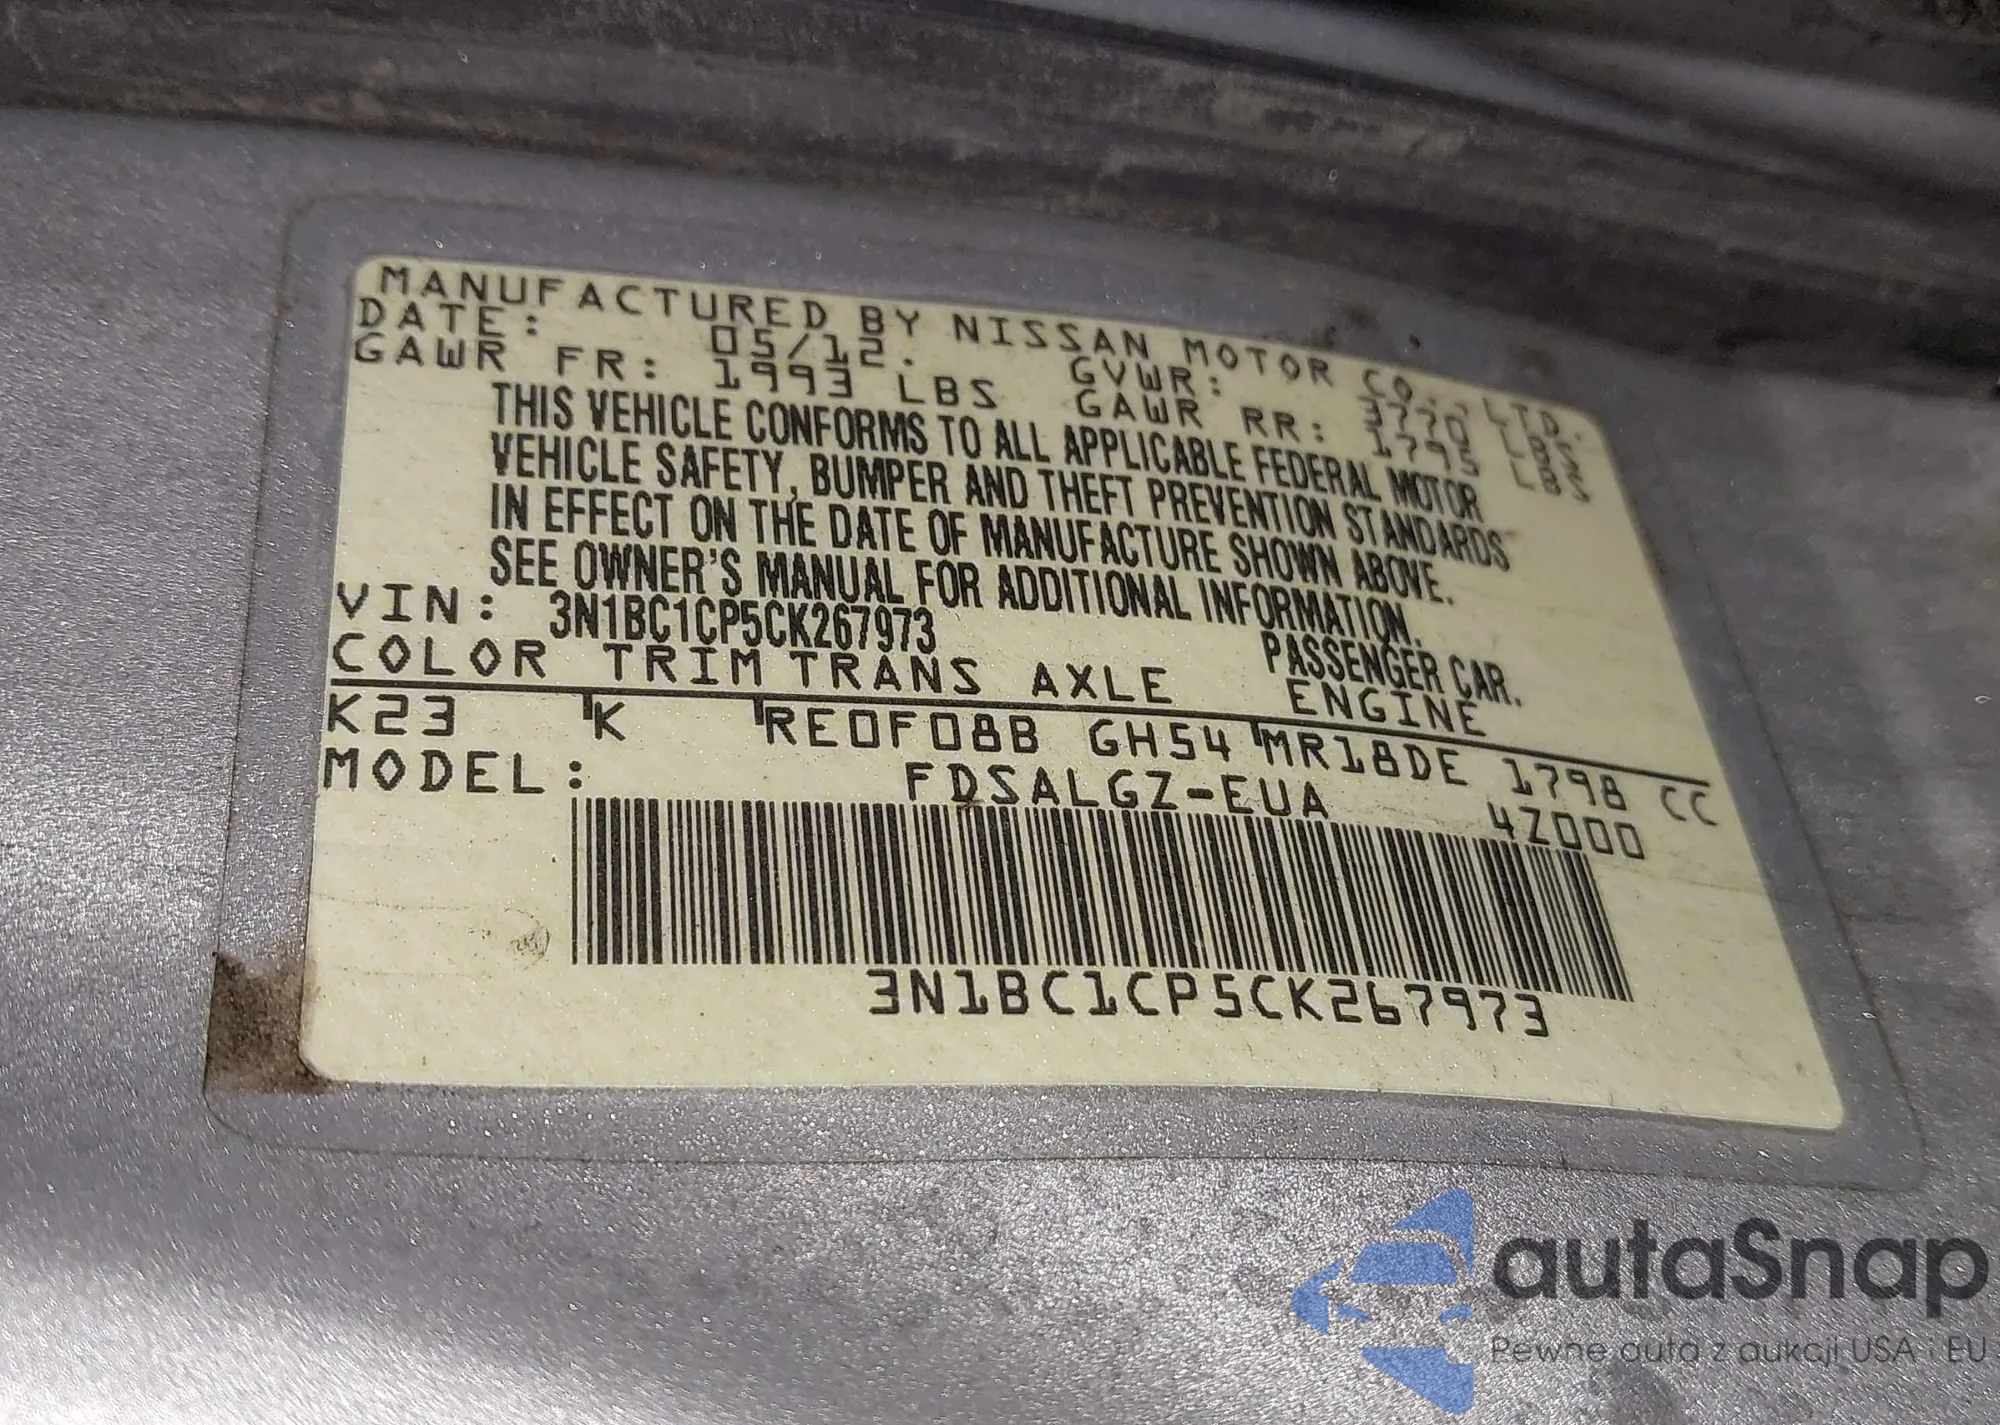 MANUFACTURED BY NISSAN MOTOR CO., LTD.
DATE: 05/12. GVWR: 3770 LBS
GAWR FR: 1993 LBS GAWR RR: 1795 LBS
THIS VEHICLE CONFORMS TO ALL APPLICABLE FEDERAL MOTOR
VEHICLE SAFETY, BUMPER AND THEFT PREVENTION STANDARDS
IN EFFECT ON THE DATE OF MANUFACTURE SHOWN ABOVE.
SEE OWNER'S MANUAL FOR ADDITIONAL INFORMATION.
VIN: 3N1BC1CP5CK267973 PASSENGER CAR.
COLOR TRIM TRANS AXLE ENGINE
K23 K RE0F08B GH54 MR18DE 1798 CC
MODEL: FDSALGZ-EUA 4Z000
3N1BC1CP5CK267973
autaSnap
Pewne auta z aukcji USA i EU